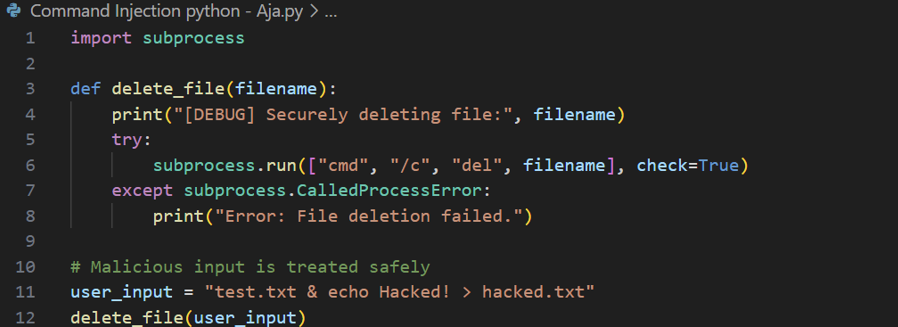 Command Injection python - Aja.py > ...
1 import subprocess
2
3 def delete_file(filename):
4     print("[DEBUG] Securely deleting file:", filename)
5     try:
6         subprocess.run(["cmd", "/c", "del", filename], check=True)
7     except subprocess.CalledProcessError:
8         print("Error: File deletion failed.")
9
10 # Malicious input is treated safely
11 user_input = "test.txt & echo Hacked! > hacked.txt"
12 delete_file(user_input)